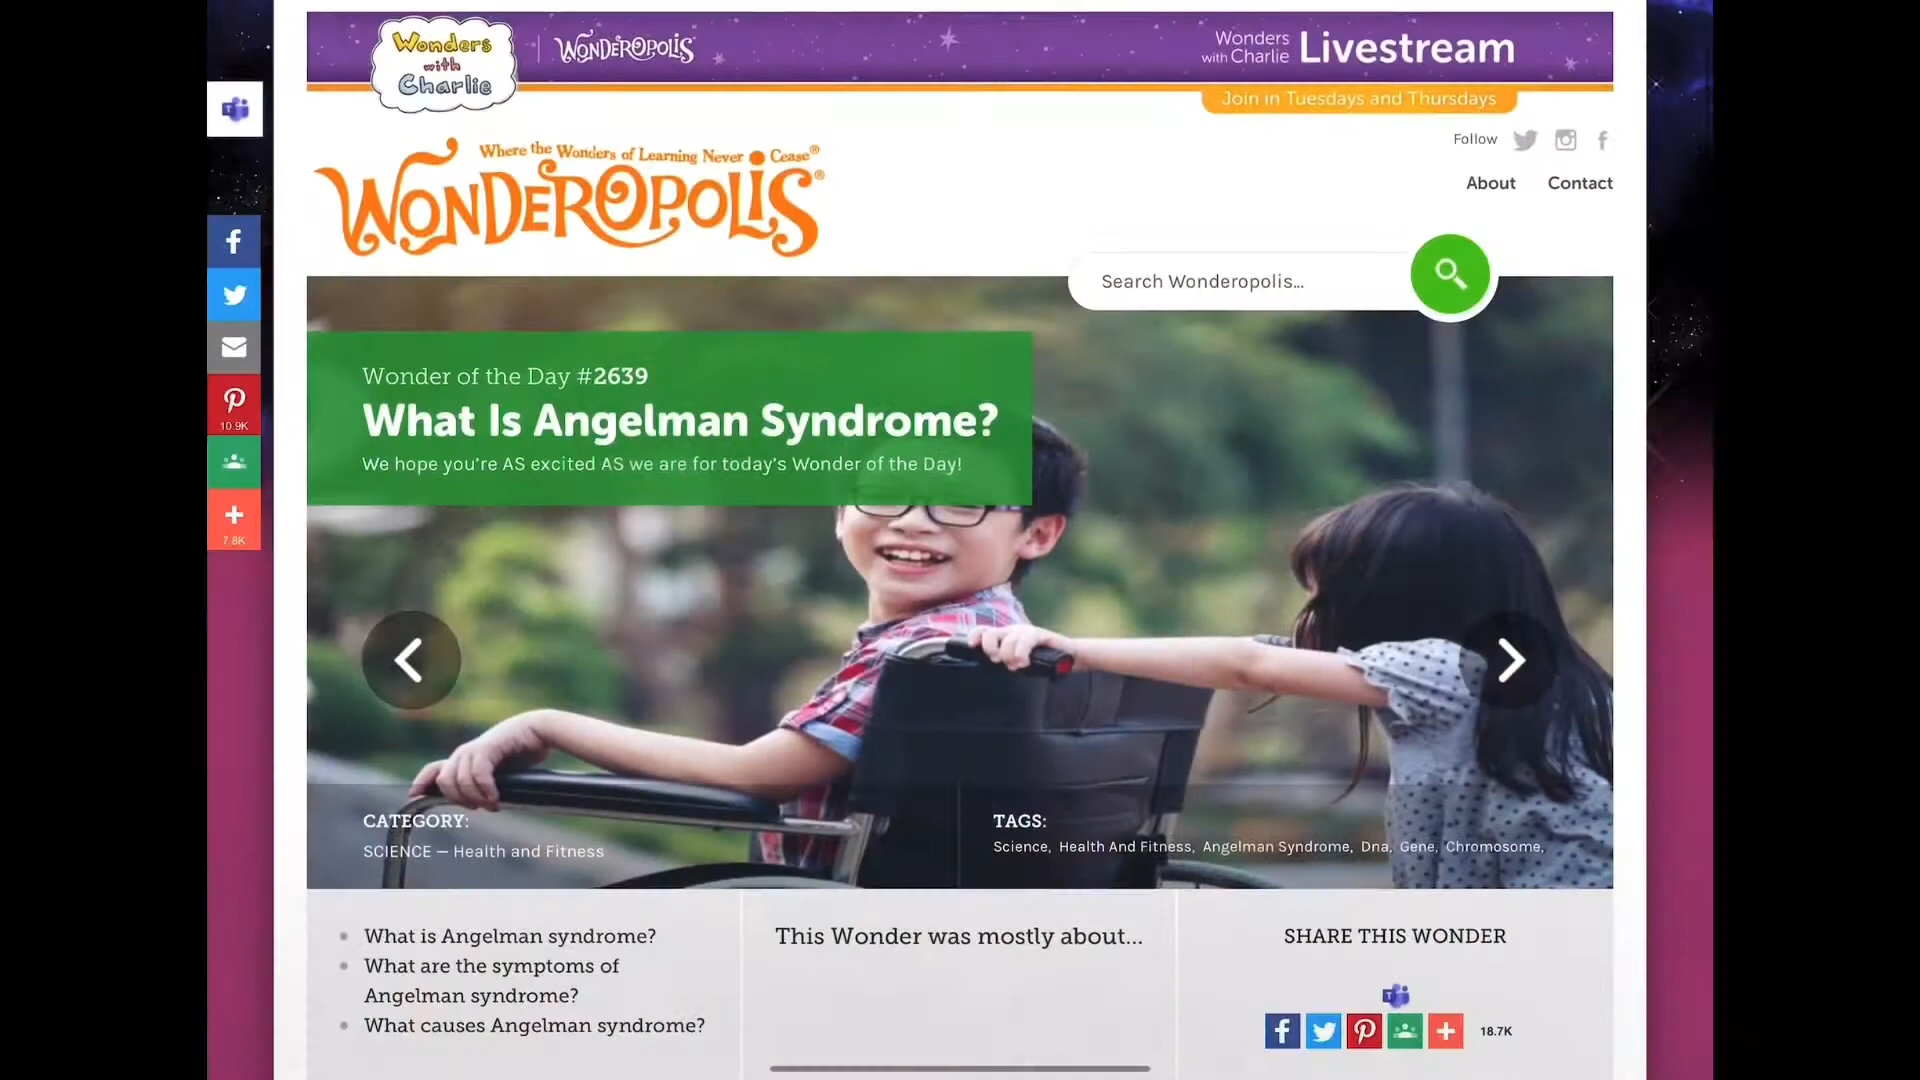 Wonders
with
Charlie
WONDEROPOLIS
Wonders
with Charlie
Livestream
Join in Tuesdays and Thursdays
Follow
About Contact
Where the Wonders of Learning Never Cease®
WONDEROPOLIS®
Search Wonderopolis...
10.9K
7.8K
Wonder of the Day #2639
What Is Angelman Syndrome?
We hope you're AS excited AS we are for today's Wonder of the Day!
CATEGORY:
SCIENCE — Health and Fitness
TAGS:
Science, Health And Fitness, Angelman Syndrome, Dna, Gene, Chromosome,
What is Angelman syndrome?
What are the symptoms of
Angelman syndrome?
What causes Angelman syndrome?
This Wonder was mostly about...
SHARE THIS WONDER
18.7K